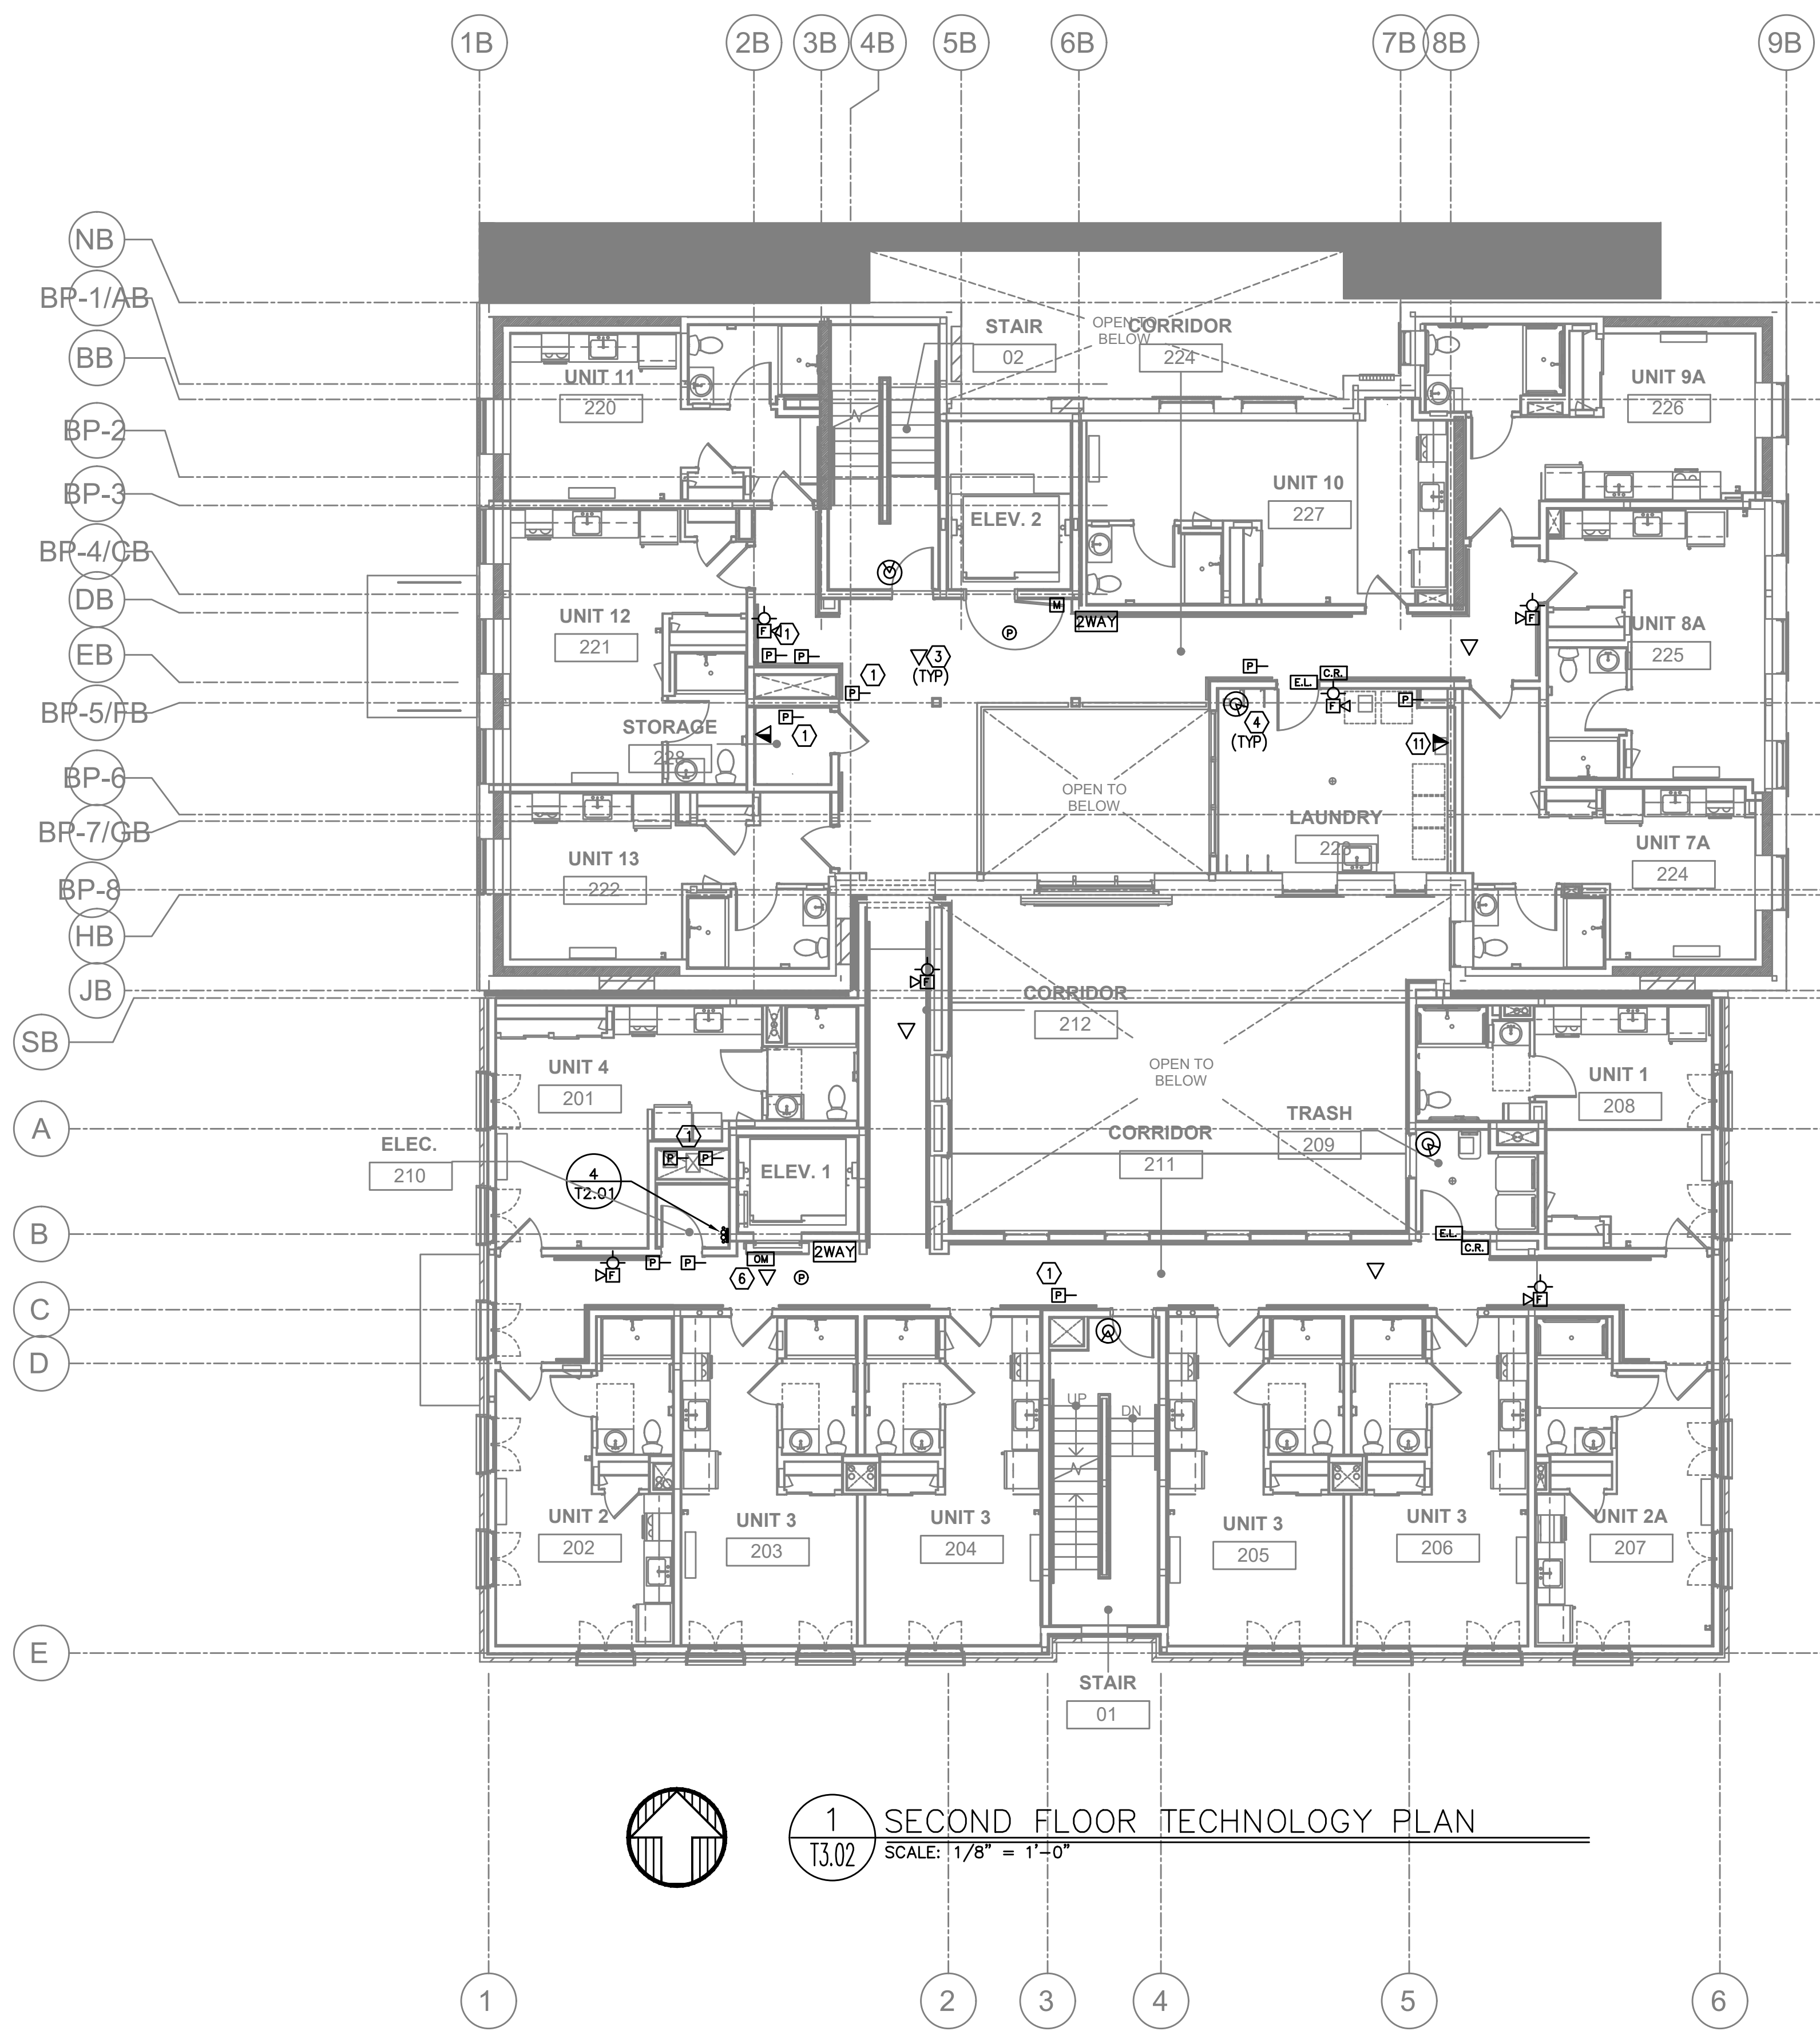 1B
2B
3B
4B
5B
6B
7B
8B
9B
NB
BP-1/AB
BB
BP-2
BP-3
BP-4/CB
DB
EB
BP-5/FB
BP-6
BP-7/GB
BP-8
HB
JB
SB
A
B
C
D
E
STAIR
02
OPEN TO
BELOW
CORRIDOR
224
UNIT 11
220
UNIT 9A
226
ELEV. 2
UNIT 10
227
UNIT 12
221
UNIT 8A
225
M
2WAY
P
F
1
P
P
3
(TYP)
1
P
P
E.L.
C.R.
F
P
F
4
(TYP)
11
STORAGE
228
P
1
OPEN TO
BELOW
LAUNDRY
223
UNIT 13
222
UNIT 7A
224
F
CORRIDOR
212
OPEN TO
BELOW
UNIT 4
201
UNIT 1
208
TRASH
209
CORRIDOR
211
ELEC.
210
1
P
P
ELEV. 1
4
T2.01
E.L.
C.R.
F
P
P
OM
2WAY
6
P
1
P
F
UP
DN
UNIT 2
202
UNIT 3
203
UNIT 3
204
UNIT 3
205
UNIT 3
206
UNIT 2A
207
STAIR
01
1
T3.02
SECOND FLOOR TECHNOLOGY PLAN
SCALE: 1/8" = 1'-0"
1
2
3
4
5
6